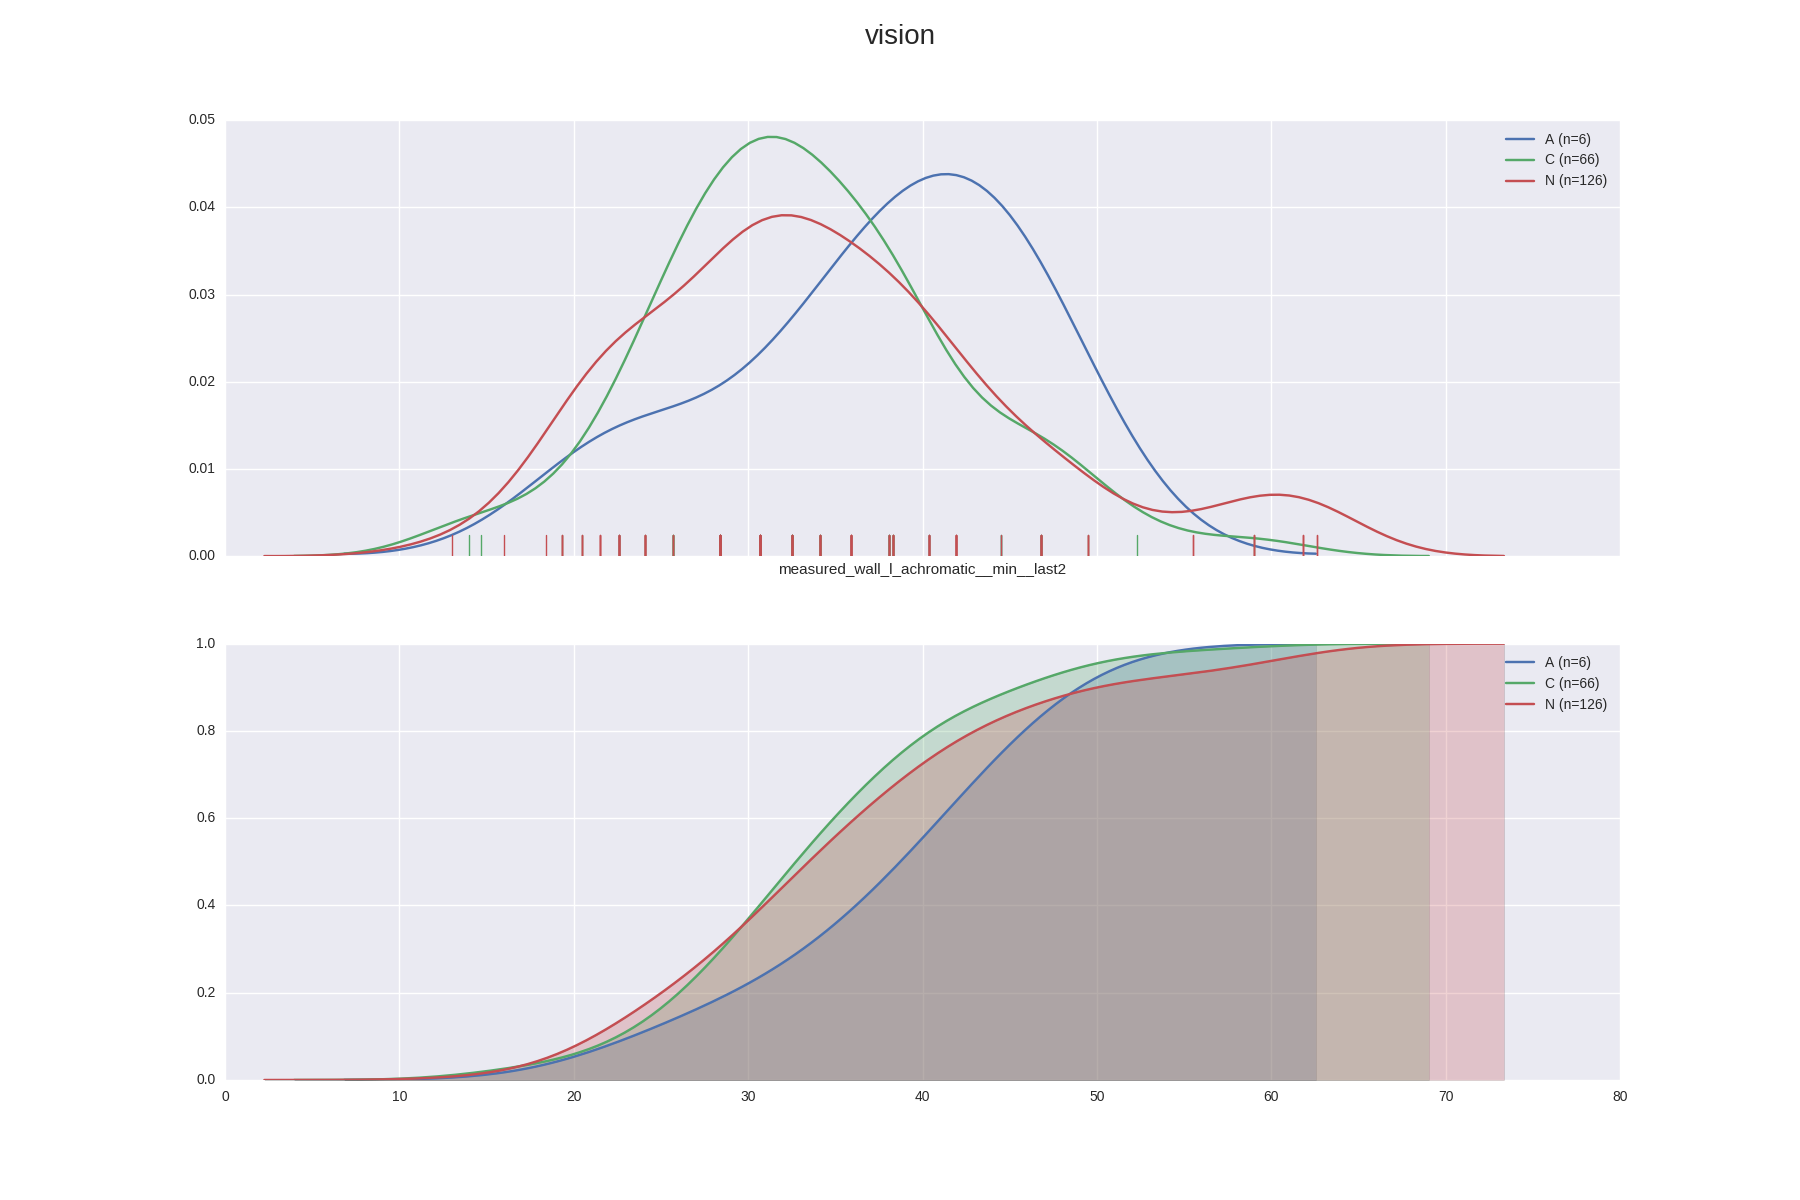 vision
0.05
0.04
0.03
0.02
0.01
0.00
A (n=6)
C (n=66)
N (n=126)
measured_wall_l_achromatic__min__last2
1.0
0.8
0.6
0.4
0.2
0.0
A (n=6)
C (n=66)
N (n=126)
0 10 20 30 40 50 60 70 80